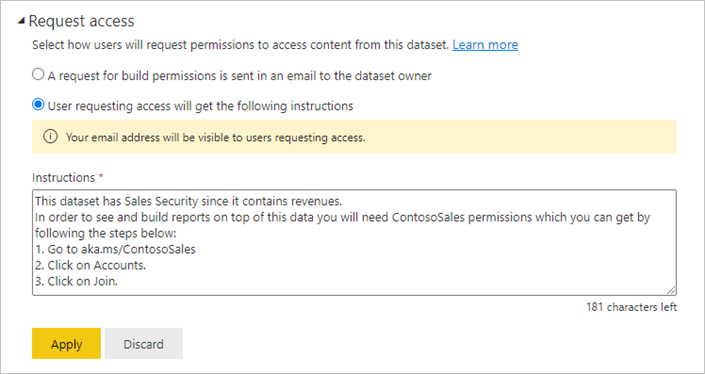 Request access
Select how users will request permissions to access content from this dataset. Learn more
A request for build permissions is sent in an email to the dataset owner
User requesting access will get the following instructions
Your email address will be visible to users requesting access.
Instructions *
This dataset has Sales Security since it contains revenues.
In order to see and build reports on top of this data you will need ContosoSales permissions which you can get by
following the steps below:
1. Go to aka.ms/ContosoSales
2. Click on Accounts.
3. Click on Join.
181 characters left
Apply Discard